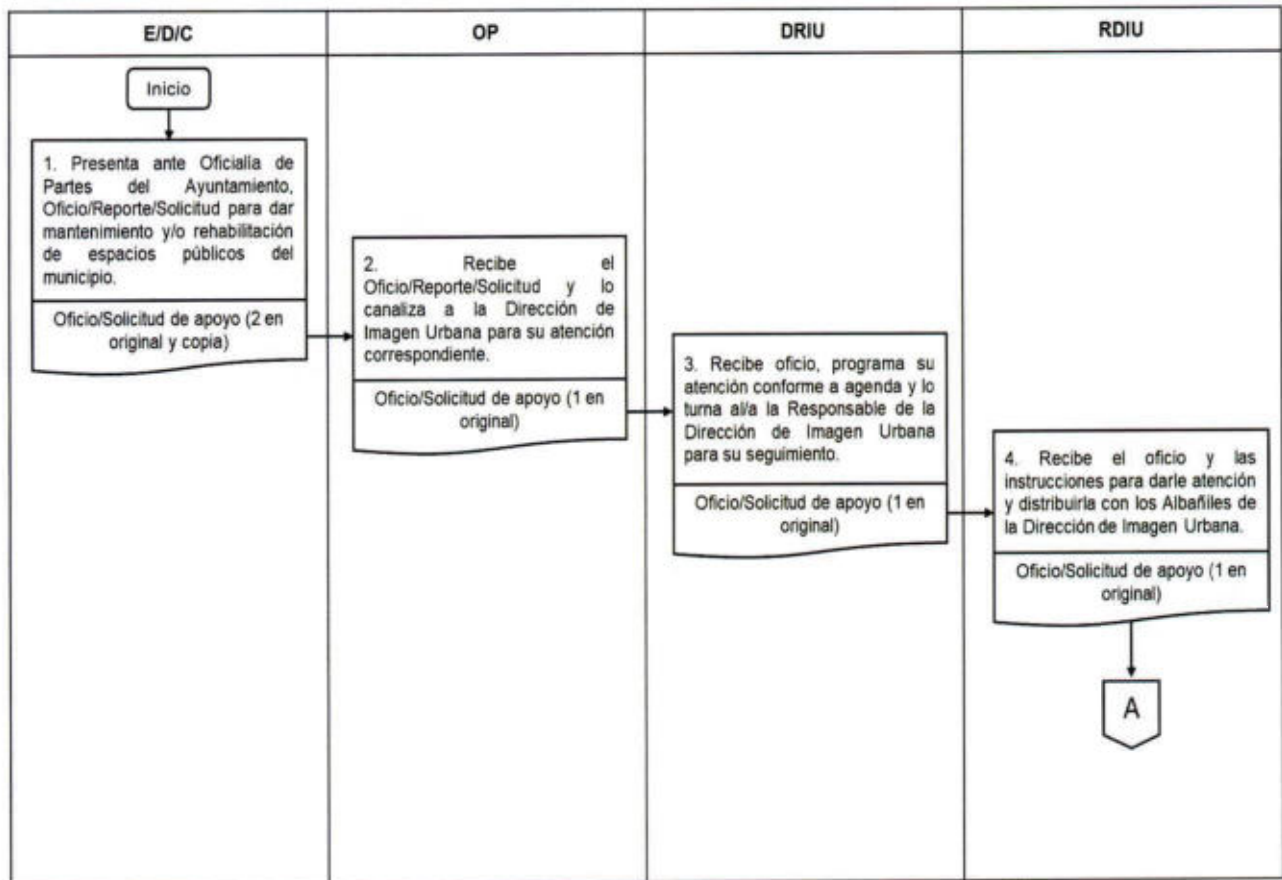 E/D/C
OP
DRIU
RDIU
Inicio
1. Presenta ante Oficialía de
Partes del Ayuntamiento,
Oficio/Reporte/Solicitud para dar
mantenimiento y/o rehabilitación
de espacios públicos del
municipio.
Oficio/Solicitud de apoyo (2 en
original y copia)
2. Recibe el
Oficio/Reporte/Solicitud y lo
canaliza a la Dirección de
Imagen Urbana para su atención
correspondiente.
Oficio/Solicitud de apoyo (1 en
original)
3. Recibe oficio, programa su
atención conforme a agenda y lo
turna al/a la Responsable de la
Dirección de Imagen Urbana
para su seguimiento.
Oficio/Solicitud de apoyo (1 en
original)
4. Recibe el oficio y las
instrucciones para darle atención
y distribuirla con los Albañiles de
la Dirección de Imagen Urbana.
Oficio/Solicitud de apoyo (1 en
original)
A